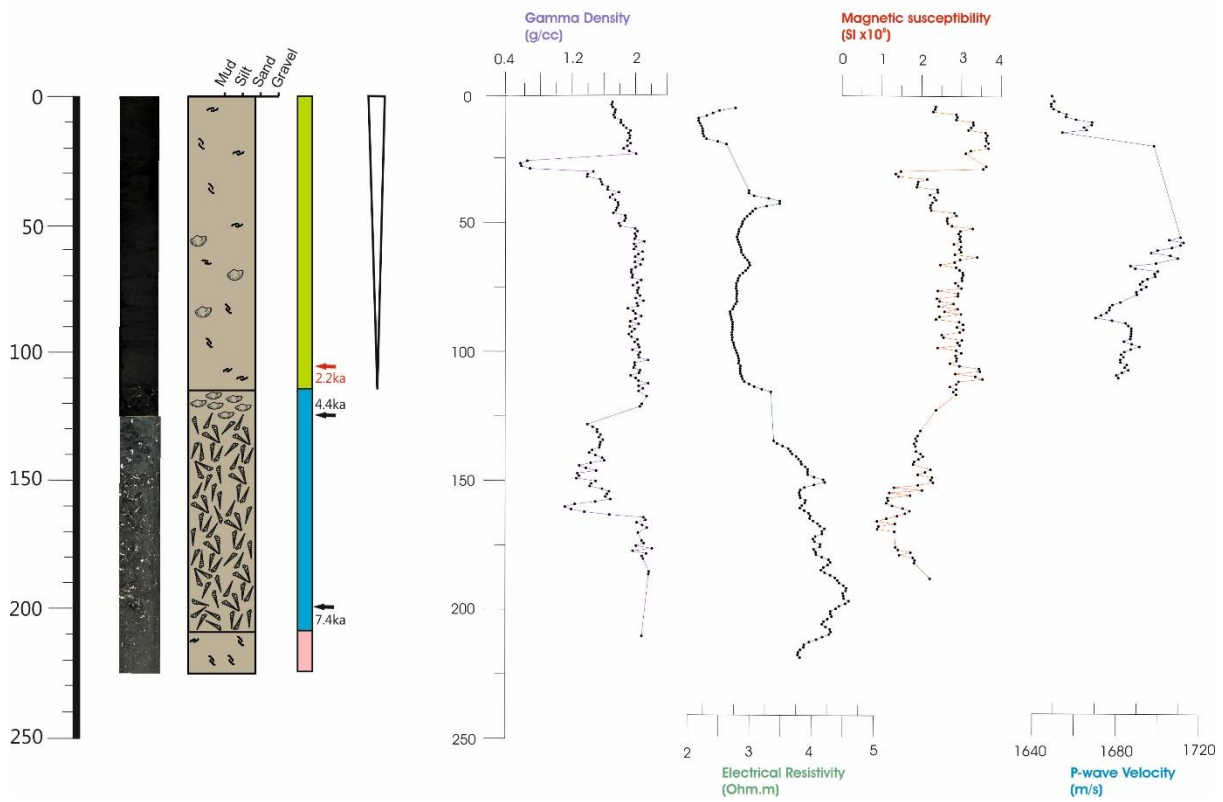 Mud
Silt
Sand
Gravel
Gamma Density
(g/cc)
0.4
1.2
2
Magnetic susceptibility
(SI x10⁵)
0
1
2
3
4
0
50
100
150
200
250
2.2ka
4.4ka
7.4ka
0
50
100
150
200
250
2
3
4
5
Electrical Resistivity
(Ohm.m)
1640
1680
1720
P-wave Velocity
(m/s)